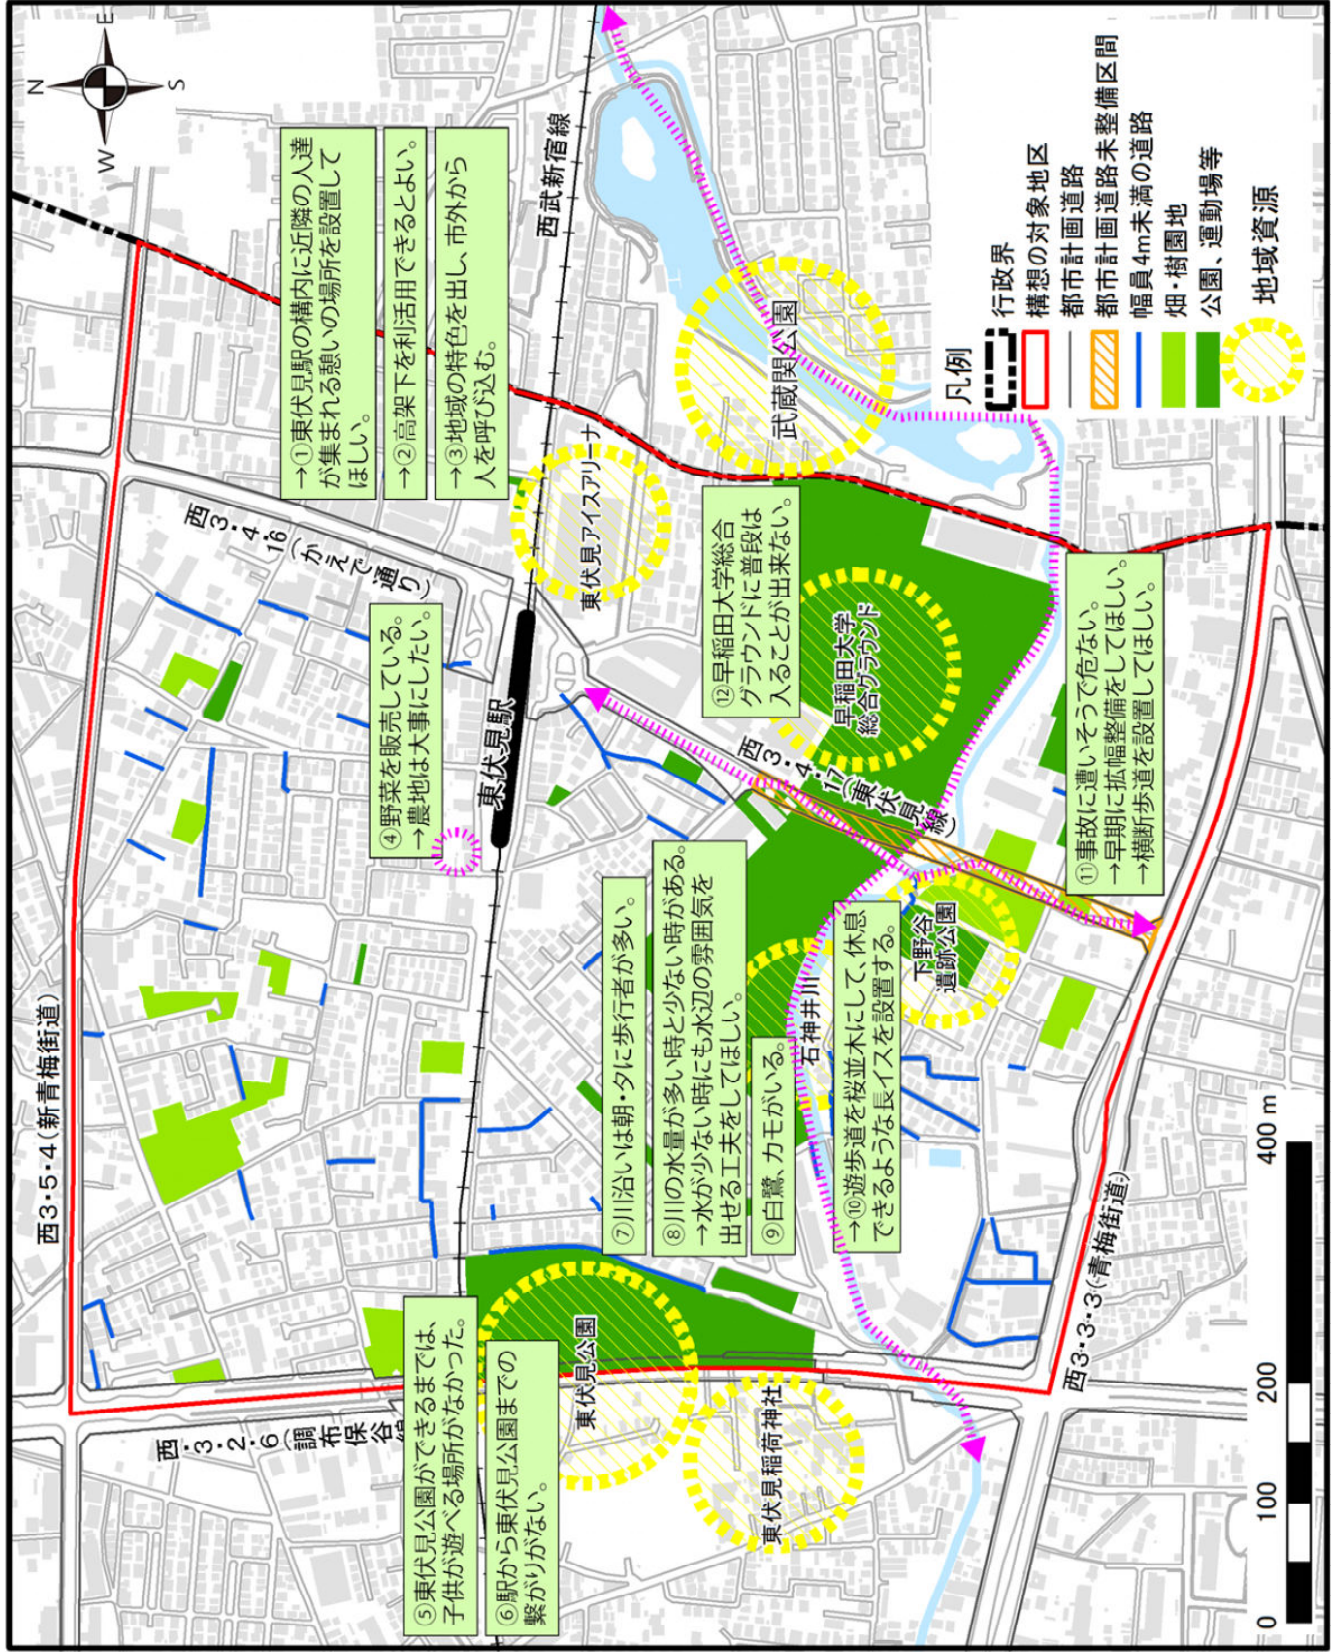 N
E
S
W
西3・5・4(新青梅街道)
西3・4・16(かえで通り)
→①東伏見駅の構内に近隣の人達
が集まれる憩いの場所を設置して
ほしい。
→②高架下を利活用できるとよい。
→③地域の特色を出し、市外から
人を呼び込む。
西武新宿線
④野菜を販売している。
→農地は大事にしたい。
東伏見駅
東伏見アイスアリーナ
武蔵関公園
⑤東伏見公園ができるまでは、
子供が遊べる場所がなかった。
⑥駅から東伏見公園までの
繋がりがない。
西・3・2・6(調布保谷
東伏見公園
東伏見稲荷神社
⑦川沿いは朝・夕に歩行者が多い。
⑧川の水量が多い時と少ない時がある。
→水が少ない時にも水辺の雰囲気を
出せる工夫をしてほしい。
⑨白鷺、カモがいる。
石神井川
→⑩遊歩道を桜並木にして、休息
できるような長イスを設置する。
下野谷
遺跡公園
西3・4・17(東伏見線)
⑫早稲田大学総合
グラウンドに普段は
入ることが出来ない。
早稲田大学
総合グラウンド
⑪事故に遭いそうで危ない。
→早期に拡幅整備をしてほしい。
→横断歩道を設置してほしい。
西3・3・3(青梅街道)
凡例
行政界
構想の対象地区
都市計画道路
都市計画道路未整備区間
幅員4m未満の道路
畑・樹園地
公園、運動場等
地域資源
0 100 200 400 m